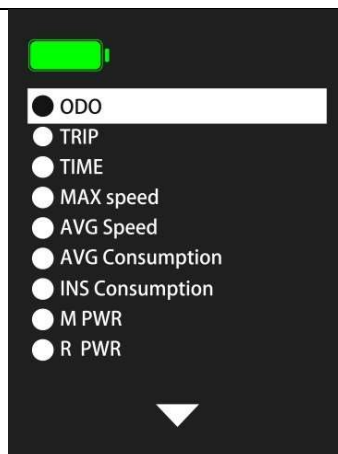 ODO
TRIP
TIME
MAX speed
AVG Speed
AVG Consumption
INS Consumption
M PWR
R PWR